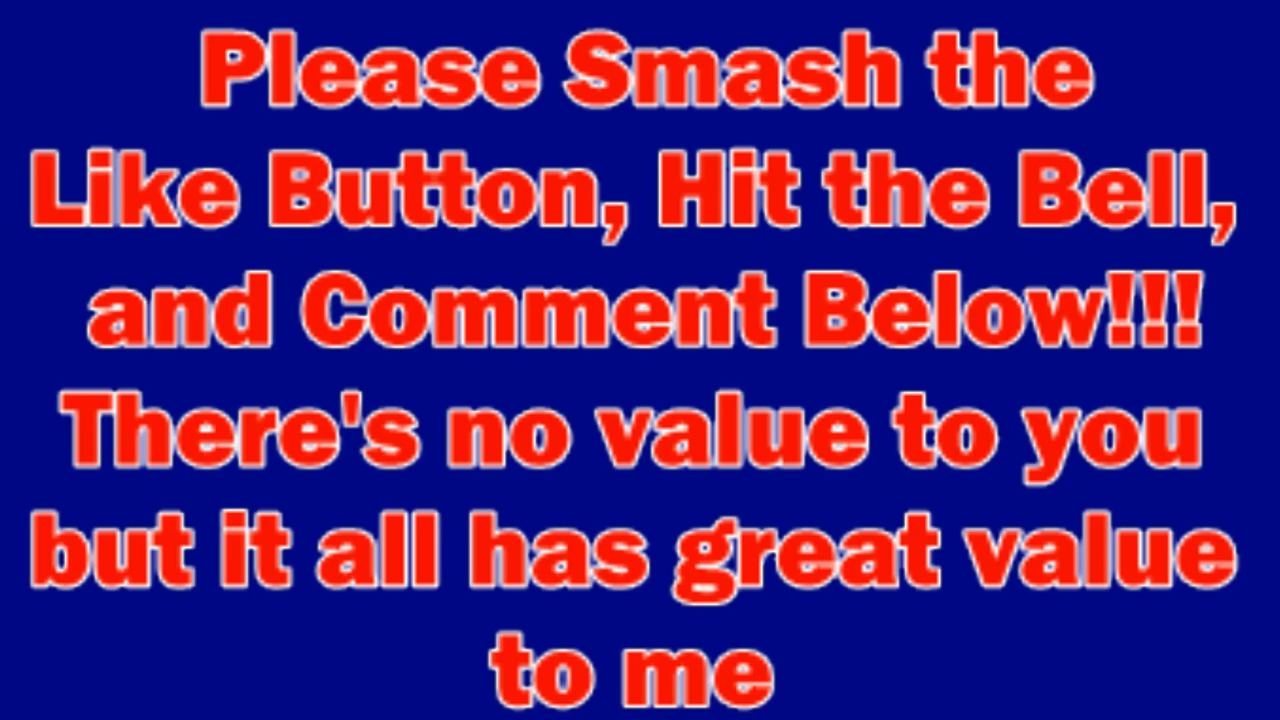 Please Smash the
Like Button, Hit the Bell,
and Comment Below!!!
There's no value to you
but it all has great value
to me